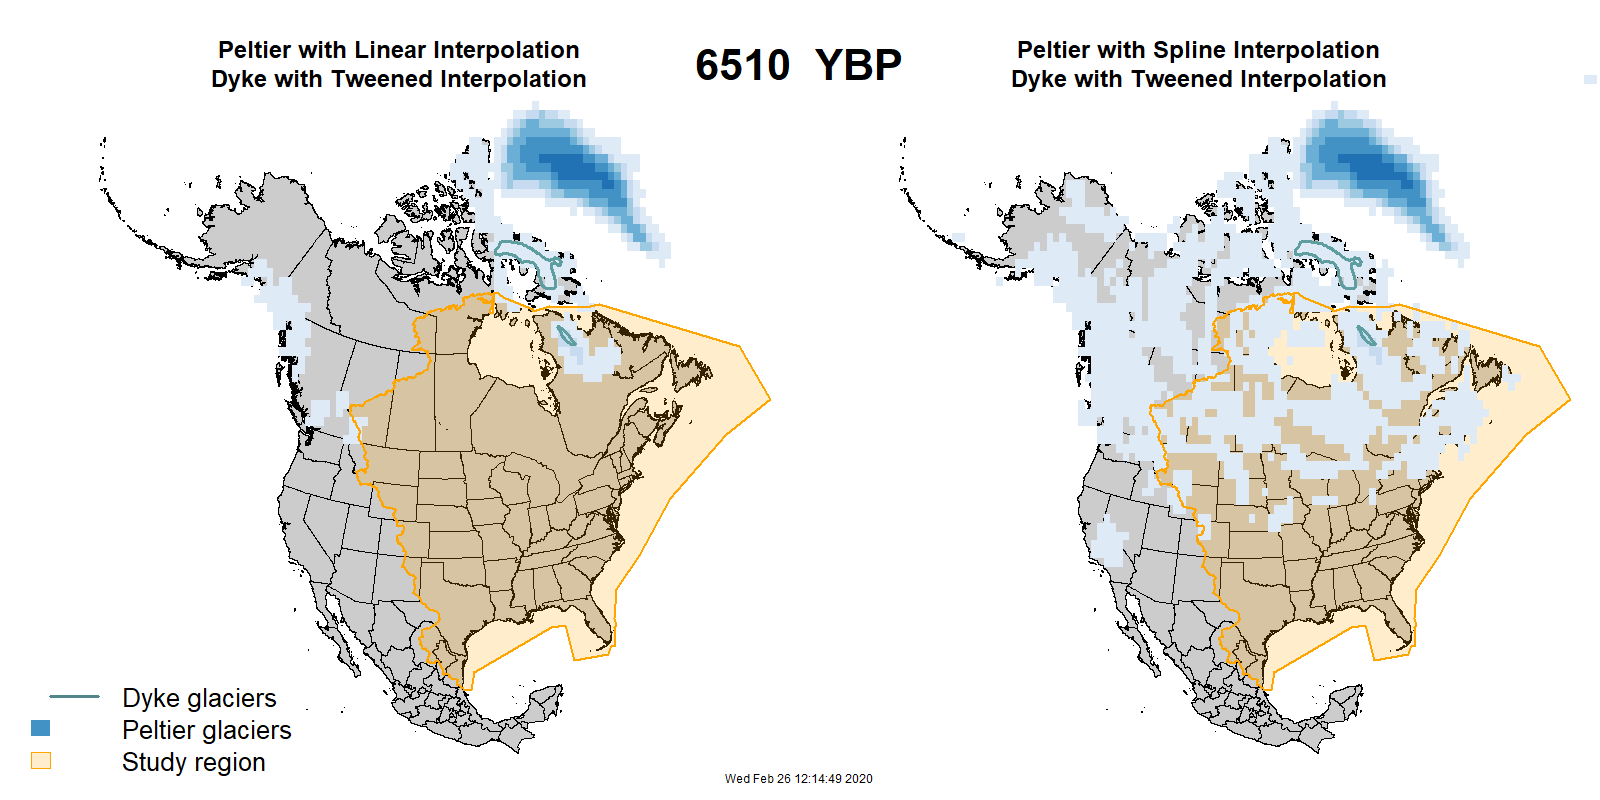 Peltier with Linear Interpolation
Dyke with Tweened Interpolation
6510 YBP
Peltier with Spline Interpolation
Dyke with Tweened Interpolation
Dyke glaciers
Peltier glaciers
Study region
Wed Feb 26 12:14:49 2020